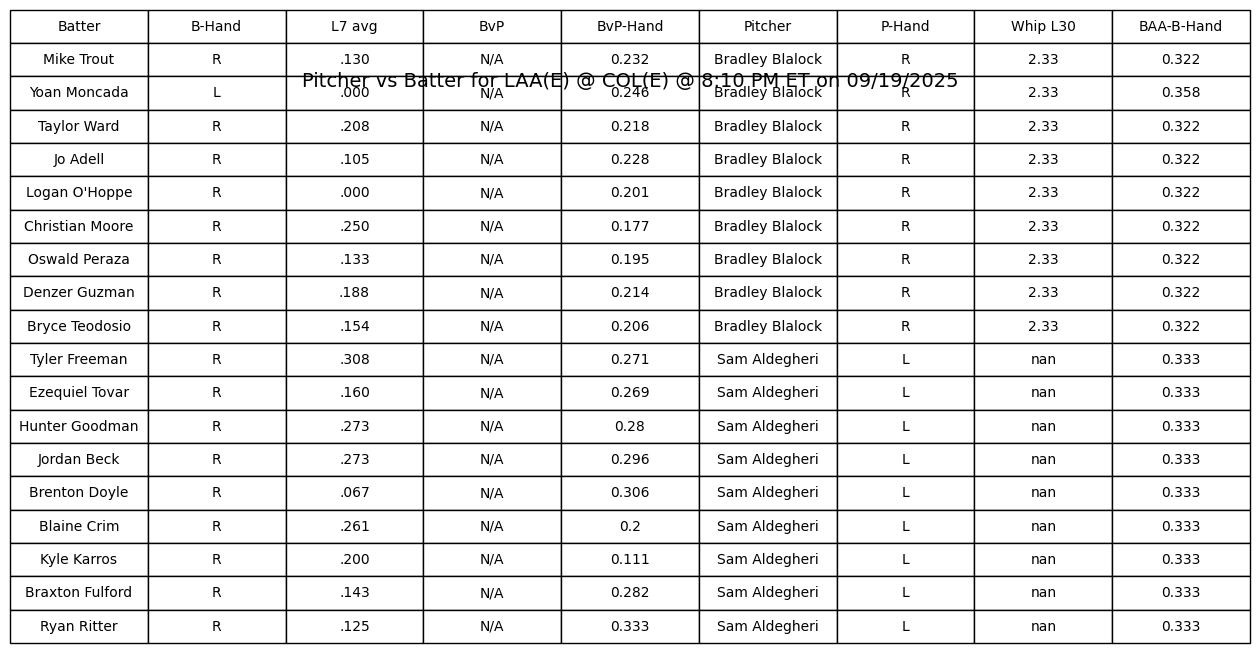 Batter B-Hand L7 avg BvP BvP-Hand Pitcher P-Hand Whip L30 BAA-B-Hand
Mike Trout R .130 N/A 0.232 Bradley Blalock R 2.33 0.322
Pitcher vs Batter for LAA(E) @ COL(E) @ 8:10 PM ET on 09/19/2025
Yoan Moncada L .000 N/A 0.246 Bradley Blalock R 2.33 0.358
Taylor Ward R .208 N/A 0.218 Bradley Blalock R 2.33 0.322
Jo Adell R .105 N/A 0.228 Bradley Blalock R 2.33 0.322
Logan O'Hoppe R .000 N/A 0.201 Bradley Blalock R 2.33 0.322
Christian Moore R .250 N/A 0.177 Bradley Blalock R 2.33 0.322
Oswald Peraza R .133 N/A 0.195 Bradley Blalock R 2.33 0.322
Denzer Guzman R .188 N/A 0.214 Bradley Blalock R 2.33 0.322
Bryce Teodosio R .154 N/A 0.206 Bradley Blalock R 2.33 0.322
Tyler Freeman R .308 N/A 0.271 Sam Aldegheri L nan 0.333
Ezequiel Tovar R .160 N/A 0.269 Sam Aldegheri L nan 0.333
Hunter Goodman R .273 N/A 0.28 Sam Aldegheri L nan 0.333
Jordan Beck R .273 N/A 0.296 Sam Aldegheri L nan 0.333
Brenton Doyle R .067 N/A 0.306 Sam Aldegheri L nan 0.333
Blaine Crim R .261 N/A 0.2 Sam Aldegheri L nan 0.333
Kyle Karros R .200 N/A 0.111 Sam Aldegheri L nan 0.333
Braxton Fulford R .143 N/A 0.282 Sam Aldegheri L nan 0.333
Ryan Ritter R .125 N/A 0.333 Sam Aldegheri L nan 0.333